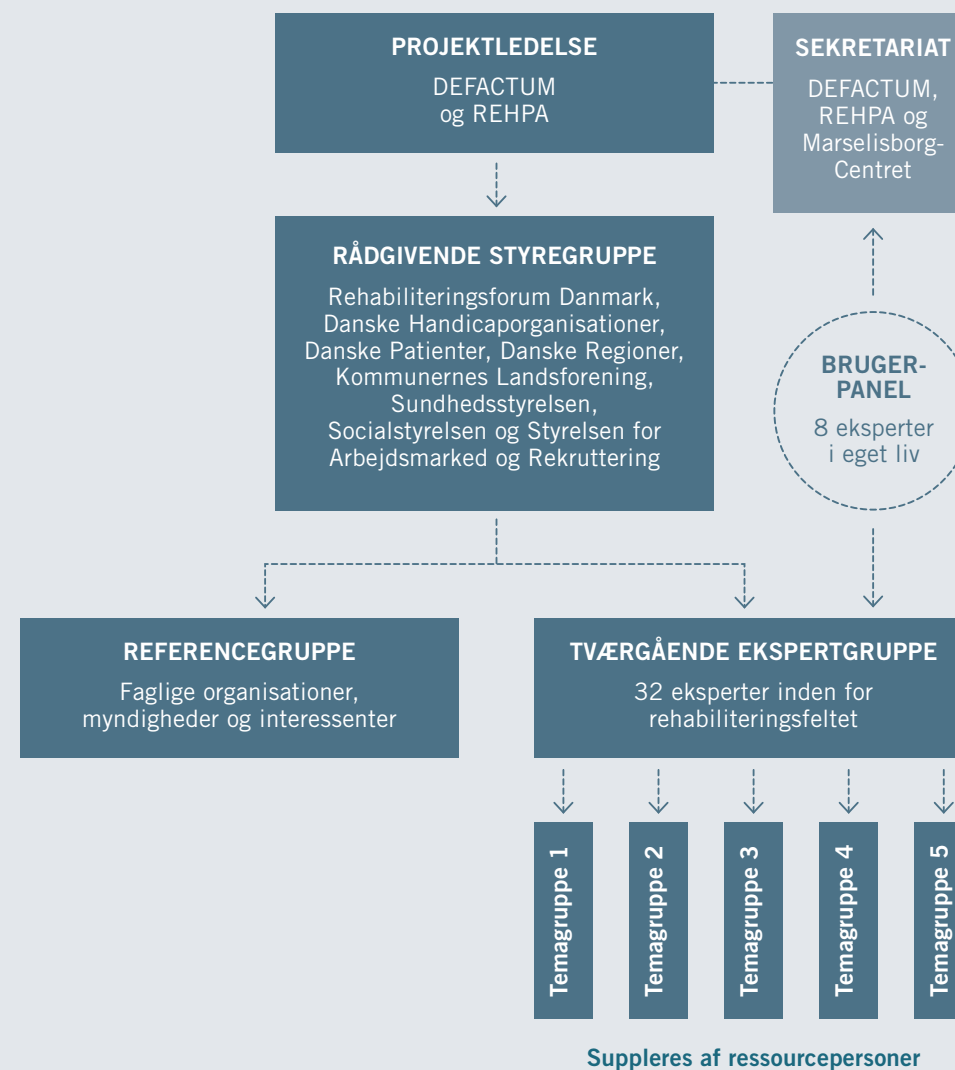 PROJEKTLEDELSE
DEFACTUM
og REHPA
SEKRETARIAT
DEFACTUM,
REHPA og
Marselisborg-
Centret
RÅDGIVENDE STYREGRUPPE
Rehabiliteringsforum Danmark,
Danske Handicaporganisationer,
Danske Patienter, Danske Regioner,
Kommunernes Landsforening,
Sundhedsstyrelsen,
Socialstyrelsen og Styrelsen for
Arbejdsmarked og Rekruttering
BRUGER-
PANEL
8 eksperter
i eget liv
REFERENCEGRUPPE
Faglige organisationer,
myndigheder og interessenter
TVÆRGÅENDE EKSPERTGRUPPE
32 eksperter inden for
rehabiliteringsfeltet
Temagruppe 1
Temagruppe 2
Temagruppe 3
Temagruppe 4
Temagruppe 5
Suppleres af ressourcepersoner